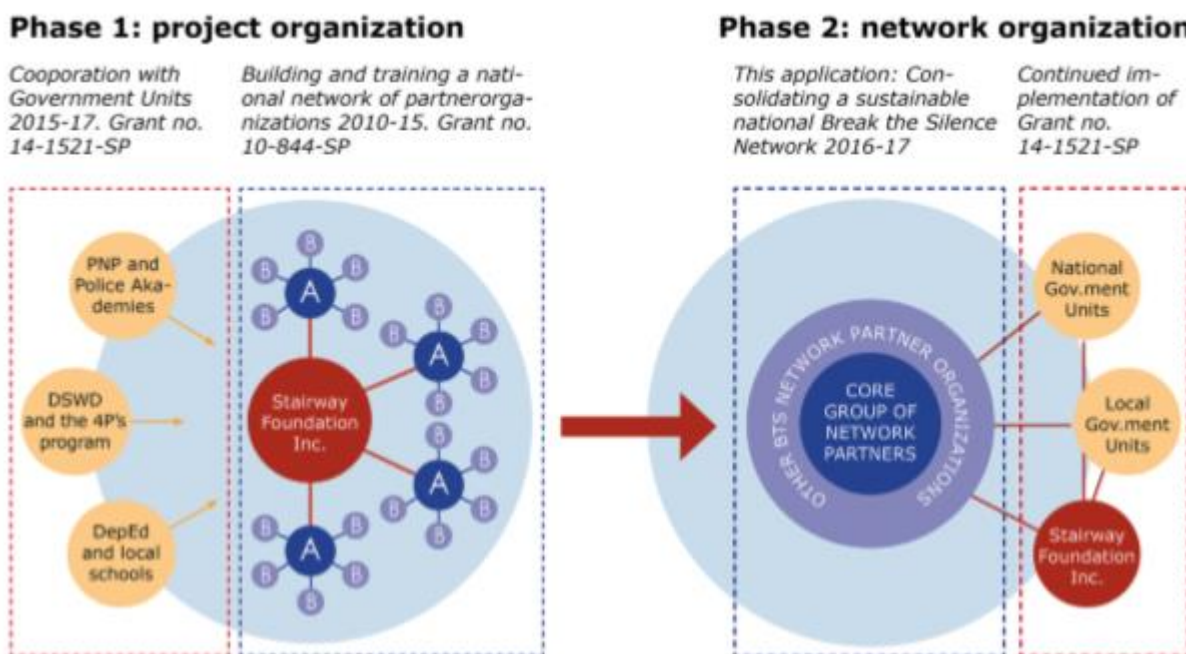 Phase 1: project organization
Cooperation with
Government Units
2015-17. Grant no.
14-1521-SP
Building and training a nati-
onal network of partnerorga-
nizations 2010-15. Grant no.
10-844-SP
PNP and
Police Aka-
demies
DSWD
and the 4P's
program
DepEd
and local
schools
B
B
B
B
B
A
B
B
B
B
B
A
B
Stairway
Foundation
Inc.
B
B
B
A
B
B
B
B
B
B
A
B
B
B
Phase 2: network organization
This application: Con-
solidating a sustainable
national Break the Silence
Network 2016-17
Continued im-
plementation of
Grant no.
14-1521-SP
OTHER BTS NETWORK PARTNER ORGANIZATIONS
CORE
GROUP OF
NETWORK
PARTNERS
National
Gov.ment
Units
Local
Gov.ment
Units
Stairway
Foundation
Inc.